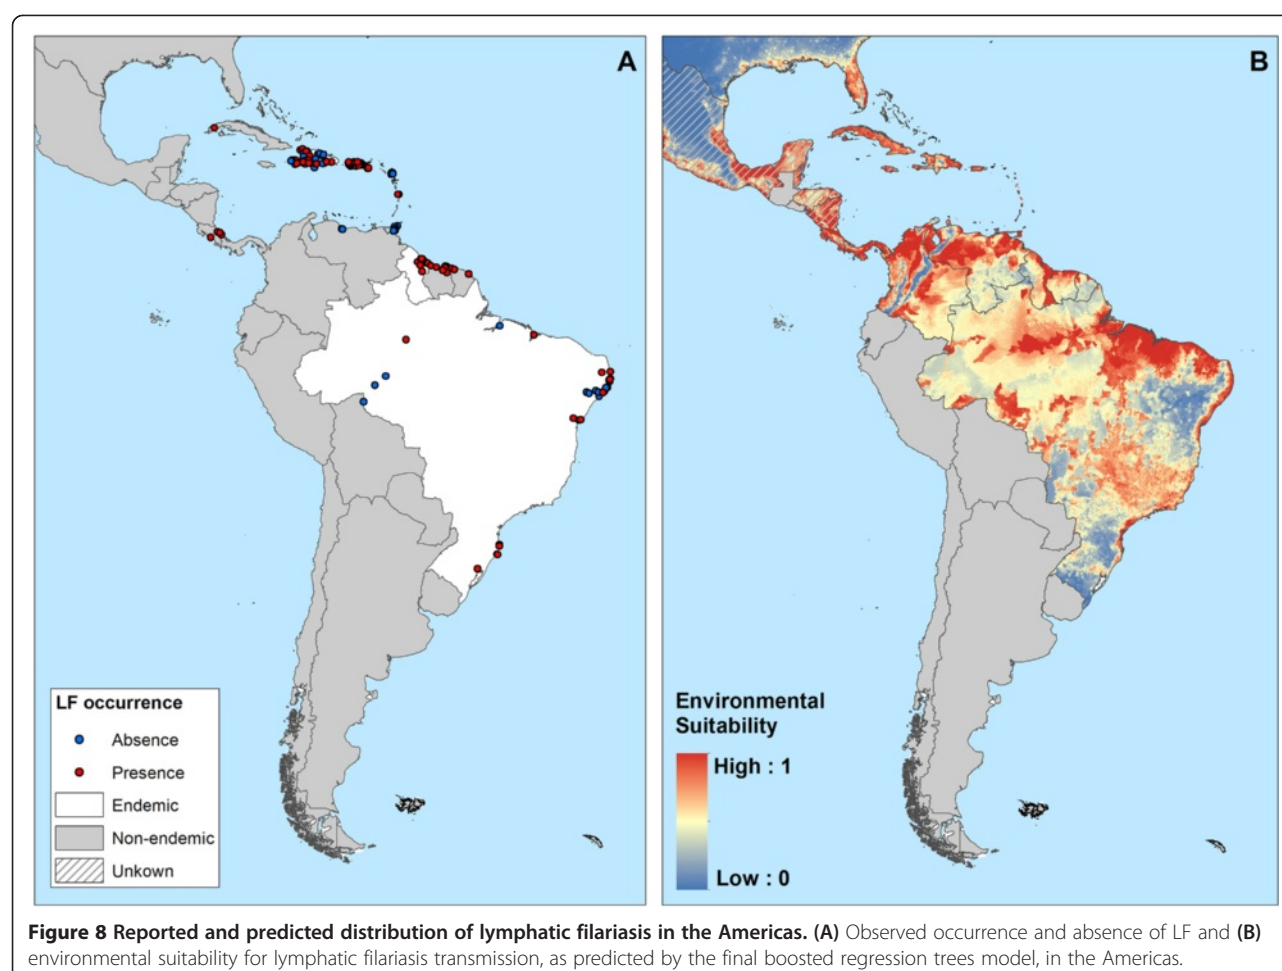 A
B
LF occurrence
Absence
Presence
Endemic
Non-endemic
Unkown
Environmental
Suitability
High : 1
Low : 0
Figure 8 Reported and predicted distribution of lymphatic filariasis in the Americas. (A) Observed occurrence and absence of LF and (B)
environmental suitability for lymphatic filariasis transmission, as predicted by the final boosted regression trees model, in the Americas.